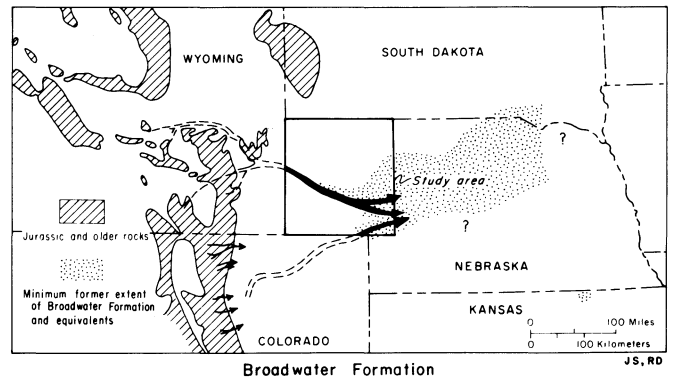 WYOMING
SOUTH DAKOTA
?
Study area
Jurassic and older rocks
?
Minimum former extent
of Broadwater Formation
and equivalents
NEBRASKA
KANSAS
0 100 Miles
0 100 Kilometers
COLORADO
JS, RD
Broadwater Formation